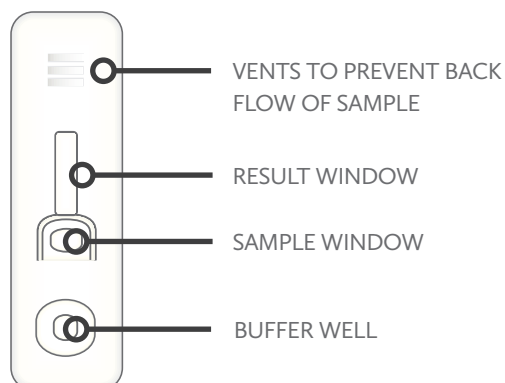 VENTS TO PREVENT BACK
FLOW OF SAMPLE
RESULT WINDOW
SAMPLE WINDOW
BUFFER WELL